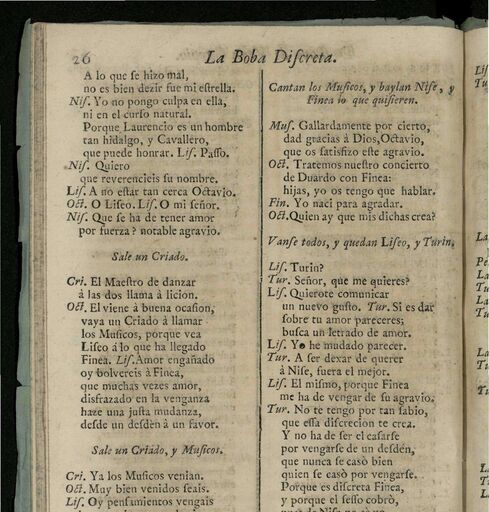 26
La Boba Discreta.
A lo que se hizo mal,
no es bien dezir fue mi estrella.
Nis. Yo no pongo culpa en ella,
ni en el curso natural.
Porque Laurencio es un hombre
tan hidalgo, y Cavallero,
que puede honrar. Lis. Passo.
Nis. Quiero
que reverencieis su nombre.
Lis. A no estar tan cerca Octavio.
Oct. O Liseo. Lis. O mi señor.
Nis. Que se ha de tener amor
por fuerza? notable agravio.
Sale un Criado.
Cri. El Maestro de danzar
à las dos llama à licion.
Oct. El viene à buena ocasion,
vaya un Criado à llamar
los Musicos, porque vea
Liseo à lo que ha llegado
Finea. Lis. Amor engañado
oy bolvereis à Finea,
que muchas vezes amor,
disfrazado en la venganza
haze una justa mudanza,
desde un desdèn à un favor.
Sale un Criado, y Musicos.
Cri. Ya los Musicos venian.
Oct. Muy bien venidos seais.
Lis. Oy pensamientos vengais
Cantan los Musicos, y baylan Nise, y
Finea lo que quisieren.
Mus. Gallardamente por cierto,
dad gracias à Dios, Octavio,
que os satisfizo este agravio.
Oct. Tratemos nuestro concierto
de Duardo con Finea:
hijas, yo os tengo que hablar.
Fin. Yo naci para agradar.
Oct. Quien ay que mis dichas crea?
Vanse todos, y quedan Liseo, y Turin.
Lis. Turin?
Tur. Señor, que me quieres?
Lis. Quierote comunicar
un nuevo gusto. Tur. Si es dar
sobre tu amor pareceres;
busca un letrado de amor.
Lis. Yo he mudado parecer.
Tur. A ser dexar de querer
à Nise, fuera el mejor.
Lis. El mismo, porque Finea
me ha de vengar de su agravio.
Tur. No te tengo por tan sabio,
que essa discrecion te crea.
Y no ha de ser el casarse
por vengarse de un desdèn,
que nunca se casò bien
quien se casò por vengarse.
Porque es discreta Finea,
y porque el sesso cobrò,